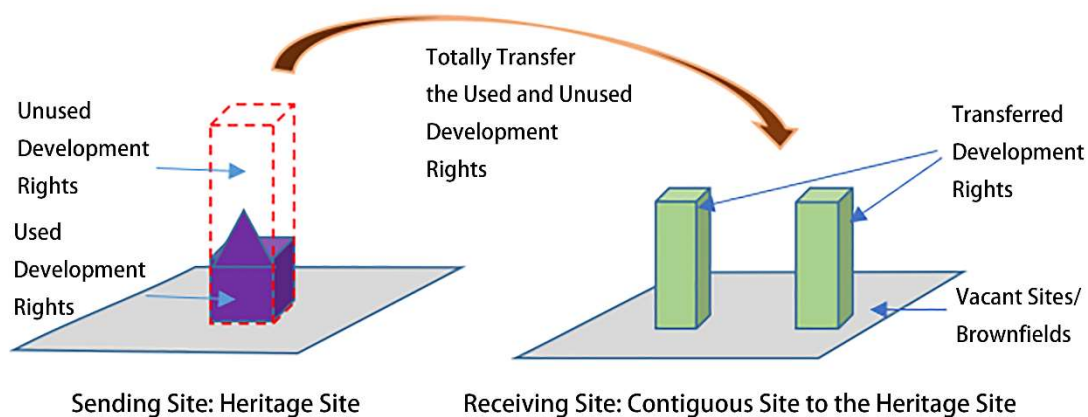 Totally Transfer
the Used and Unused
Development
Rights
Unused
Development
Rights
Used
Development
Rights
Transferred
Development
Rights
Vacant Sites/
Brownfields
Sending Site: Heritage Site
Receiving Site: Contiguous Site to the Heritage Site